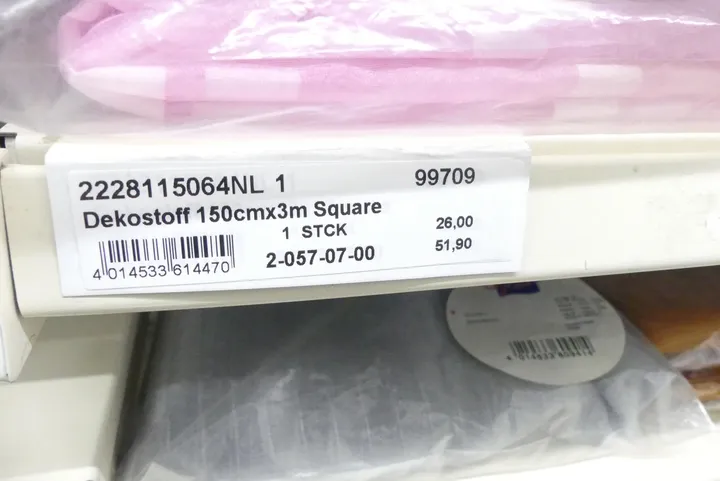 2228115064NL 1 99709
Dekostoff 150cmx3m Square
1 STCK 26,00
51,90
4 014533 614470 2-057-07-00